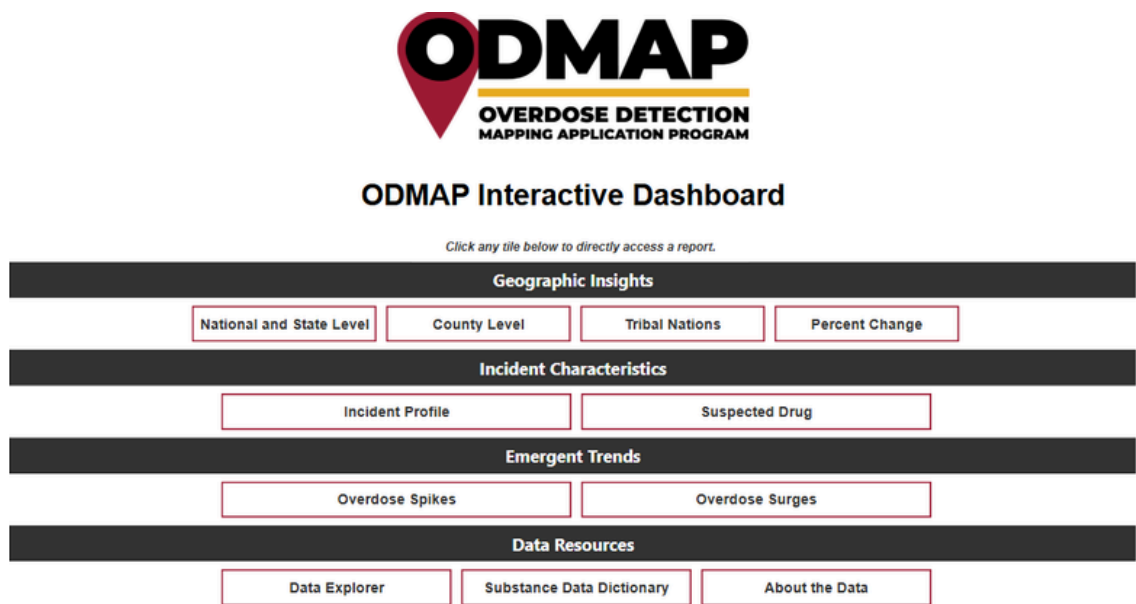 ODMAP
OVERDOSE DETECTION
MAPPING APPLICATION PROGRAM
ODMAP Interactive Dashboard
Click any tile below to directly access a report.
Geographic Insights
National and State Level County Level Tribal Nations Percent Change
Incident Characteristics
Incident Profile Suspected Drug
Emergent Trends
Overdose Spikes Overdose Surges
Data Resources
Data Explorer Substance Data Dictionary About the Data